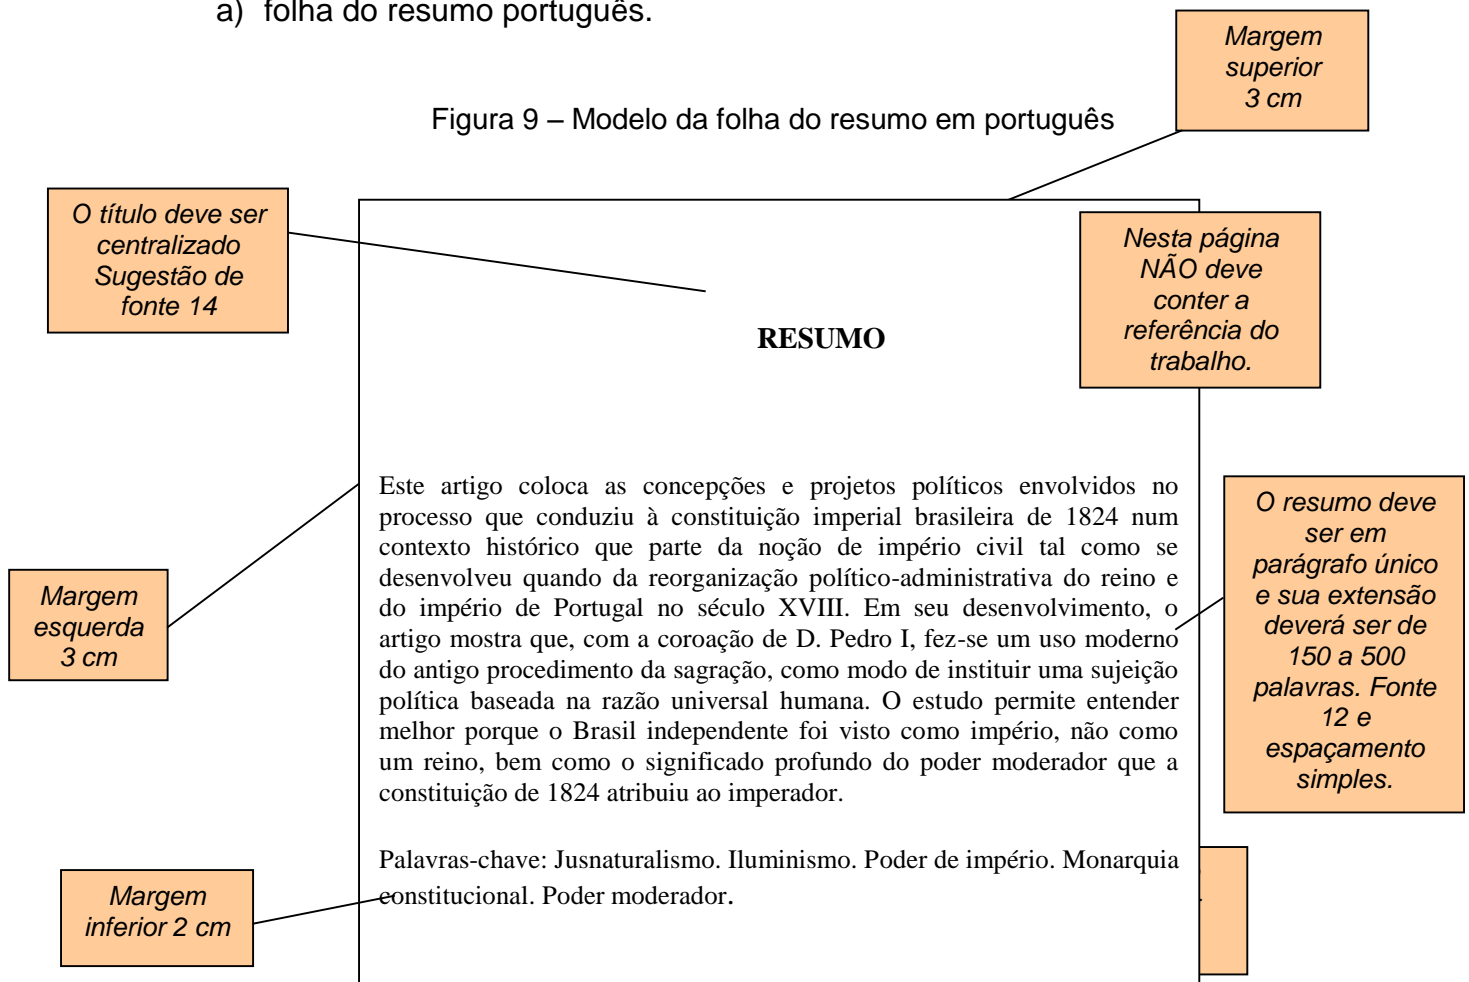 a) folha do resumo português.
Margem
superior
3 cm
Figura 9 – Modelo da folha do resumo em português
O título deve ser
centralizado
Sugestão de
fonte 14
Nesta página
NÃO deve
conter a
referência do
trabalho.
RESUMO
Este artigo coloca as concepções e projetos políticos envolvidos no
processo que conduziu à constituição imperial brasileira de 1824 num
contexto histórico que parte da noção de império civil tal como se
desenvolveu quando da reorganização político-administrativa do reino e
do império de Portugal no século XVIII. Em seu desenvolvimento, o
artigo mostra que, com a coroação de D. Pedro I, fez-se um uso moderno
do antigo procedimento da sagração, como modo de instituir uma sujeição
política baseada na razão universal humana. O estudo permite entender
melhor porque o Brasil independente foi visto como império, não como
um reino, bem como o significado profundo do poder moderador que a
constituição de 1824 atribuiu ao imperador.
O resumo deve
ser em
parágrafo único
e sua extensão
deverá ser de
150 a 500
palavras. Fonte
12 e
espaçamento
simples.
Margem
esquerda
3 cm
Palavras-chave: Jusnaturalismo. Iluminismo. Poder de império. Monarquia
constitucional. Poder moderador.
Margem
inferior 2 cm